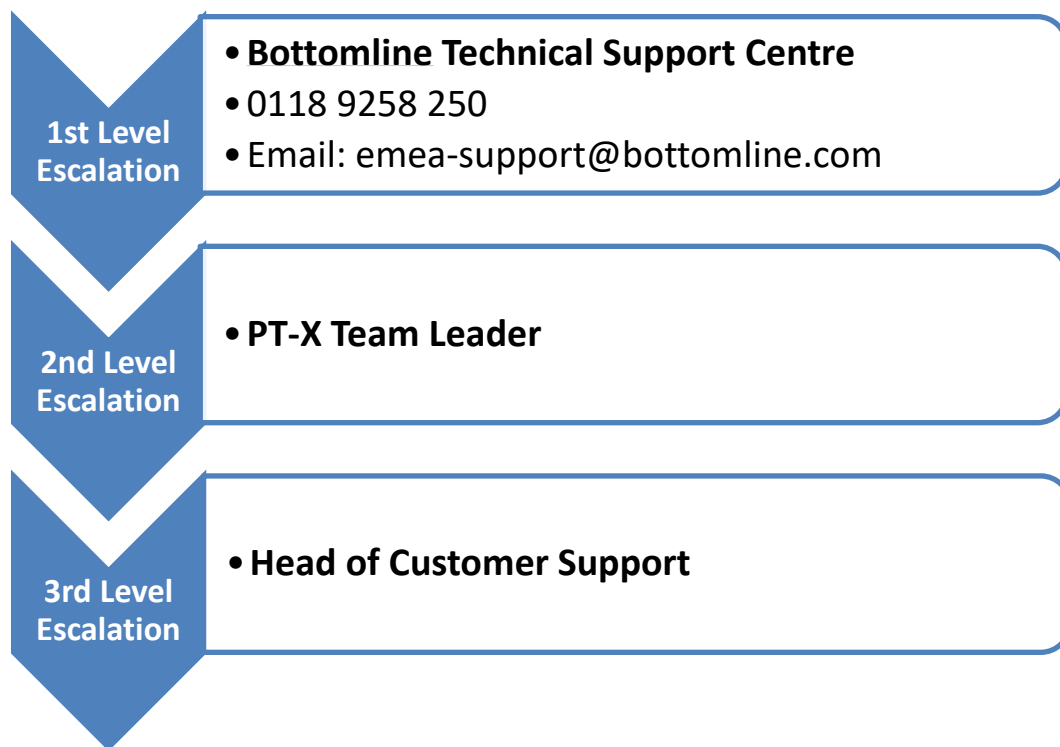 1st Level
Escalation
• Bottomline Technical Support Centre
• 0118 9258 250
• Email: emea-support@bottomline.com
2nd Level
Escalation
• PT-X Team Leader
3rd Level
Escalation
• Head of Customer Support